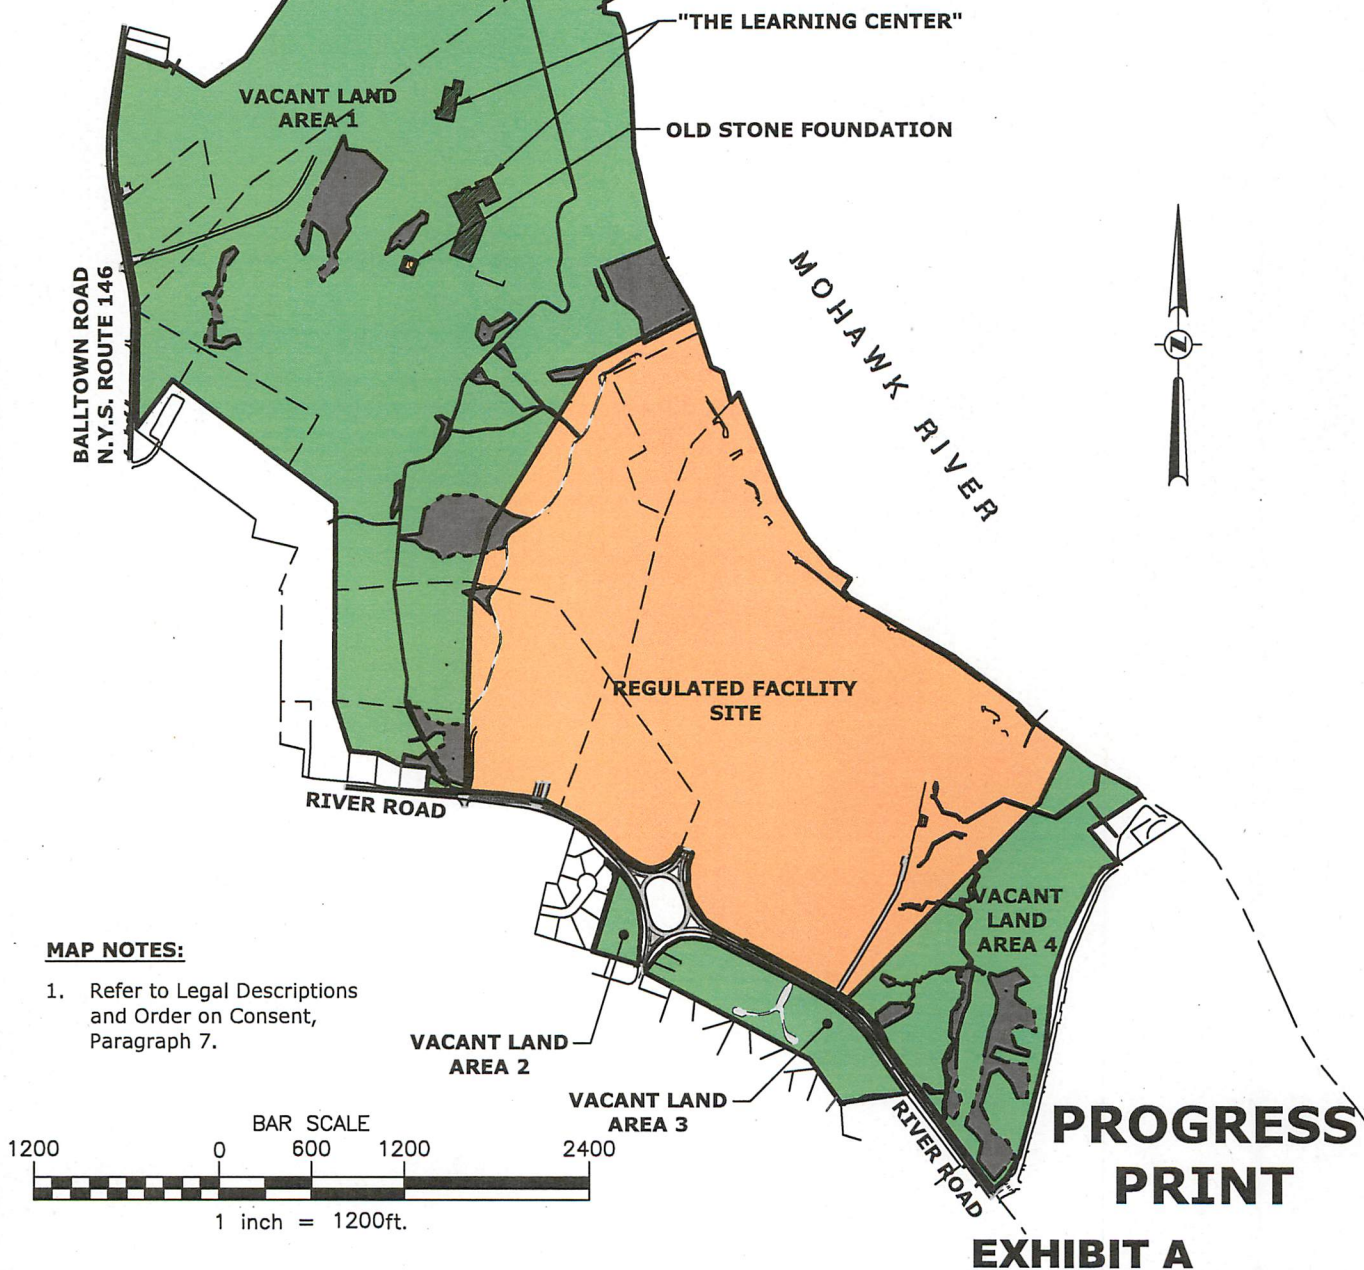 "THE LEARNING CENTER"
VACANT LAND
AREA 1
OLD STONE FOUNDATION
BALLTOWN ROAD
N.Y.S. ROUTE 146
MOHAWK RIVER
N
REGULATED FACILITY
SITE
RIVER ROAD
VACANT
LAND
AREA 4
MAP NOTES:
1. Refer to Legal Descriptions
and Order on Consent,
Paragraph 7.
VACANT LAND
AREA 2
VACANT LAND
AREA 3
RIVER ROAD
BAR SCALE
1200 0 600 1200 2400
1 inch = 1200ft.
PROGRESS
PRINT
EXHIBIT A